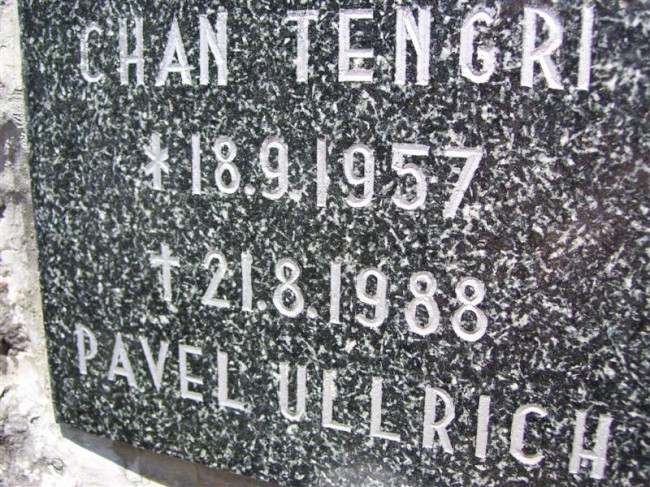 CHAN TENGRI
* 18.9.1957
† 21.8.1988
PAVEL ULLRICH